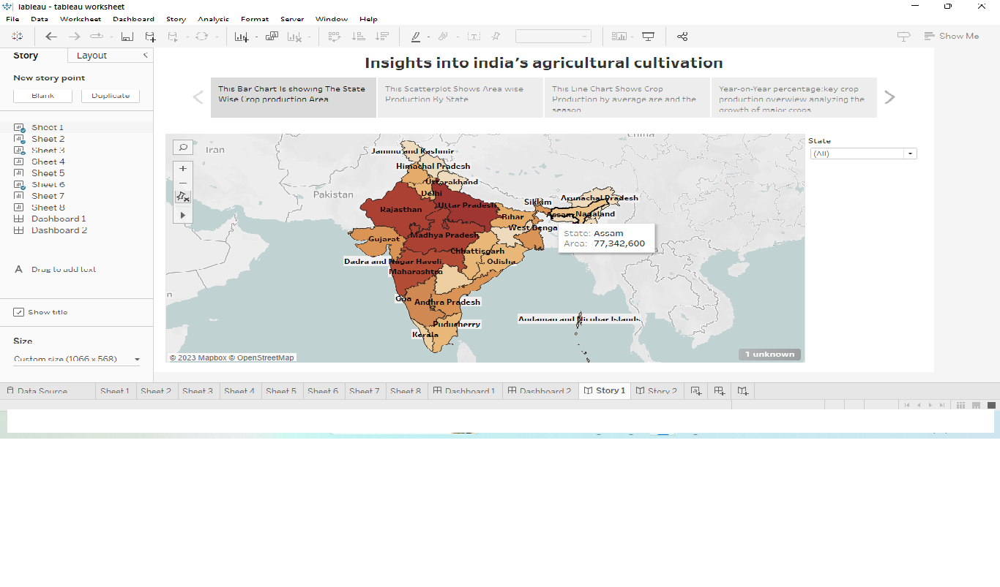 Tableau - tableau worksheet
File Data Worksheet Dashboard Story Analysis Format Server Window Help
Show Me
Story Layout
New story point
Blank Duplicate
Sheet 1
Sheet 2
Sheet 3
Sheet 4
Sheet 5
Sheet 6
Sheet 7
Sheet 8
Dashboard 1
Dashboard 2
A Drag to add text
Show title
Size
Custom size (1066 x 568)
Insights into india's agricultural cultivation
This Bar Chart Is showing The State
Wise Crop production Area
This Scatterplot Shows Area wise
Production By State
This Line Chart Shows Crop
Production by average are and the
season
Year-on-Year percentage:key crop
production overwiew analyzing the
growth of major crops
China
Iran
Jammu and Kashmir
Himachal Pradesh
Uttarakhand
Pakistan
Delhi
Sikkim
Arunachal Pradesh
Rajasthan
Uttar Pradesh
Bihar
Assam
Nagaland
West Benga
Gujarat
Madhya Pradesh
State: Assam
Area: 77,342,600
Chhattisgarh
Dadra and Nagar Haveli
Odisha
Maharashtra
n
Goa
Andhra Pradesh
Andaman and Nicobar Islands
Puducherry
Kerala
© 2023 Mapbox © OpenStreetMap
1 unknown
State
(All)
Data Source Sheet 1 Sheet 2 Sheet 3 Sheet 4 Sheet 5 Sheet 6 Sheet 7 Sheet 8 Dashboard 1 Dashboard 2 Story 1 Story 2